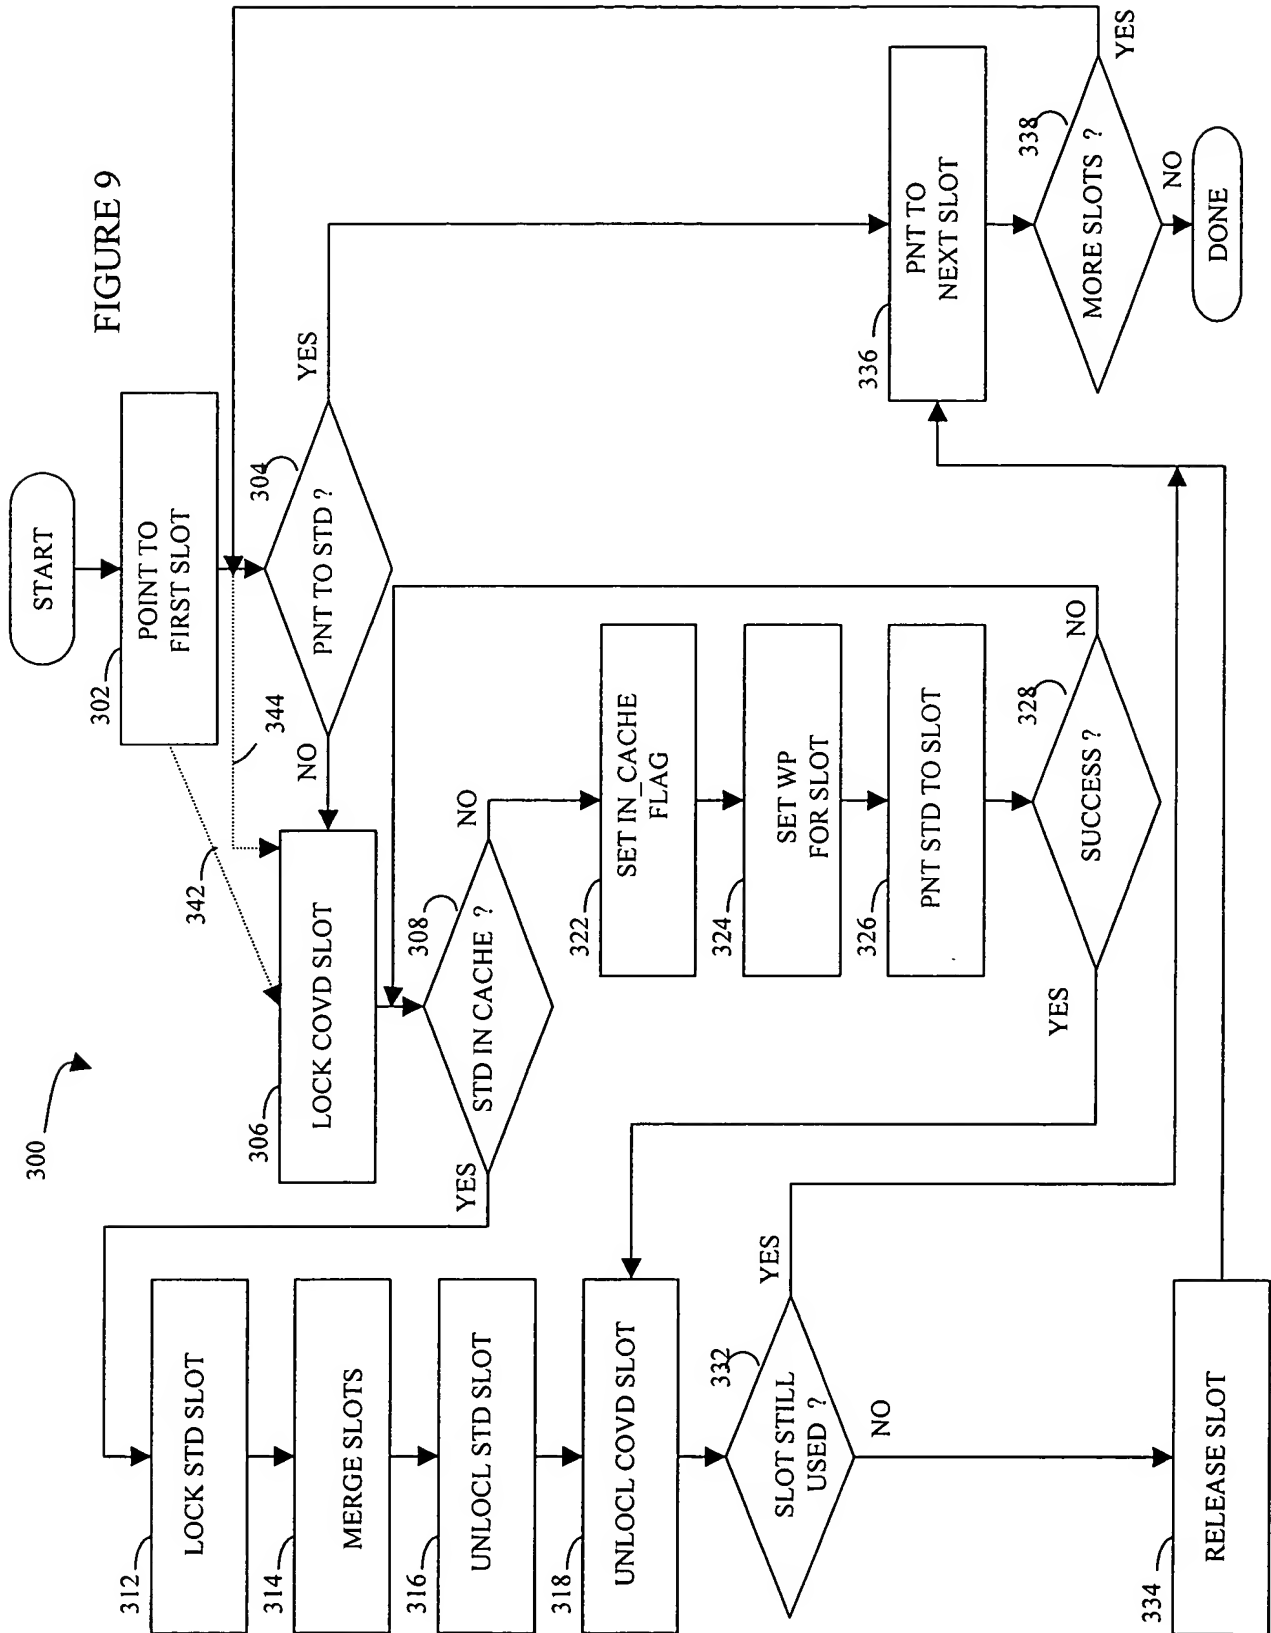 FIGURE 9
300
START
POINT TO
FIRST SLOT
302
342
344
PNT TO STD ?
304
YES
NO
LOCK COVD SLOT
306
STD IN CACHE ?
308
YES
NO
LOCK STD SLOT
312
MERGE SLOTS
314
UNLOCL STD SLOT
316
UNLOCL COVD SLOT
318
SET IN_CACHE
FLAG
322
SET WP
FOR SLOT
324
PNT STD TO SLOT
326
SUCCESS ?
328
YES
NO
SLOT STILL
USED ?
332
YES
NO
RELEASE SLOT
334
PNT TO
NEXT SLOT
336
MORE SLOTS ?
338
YES
NO
DONE